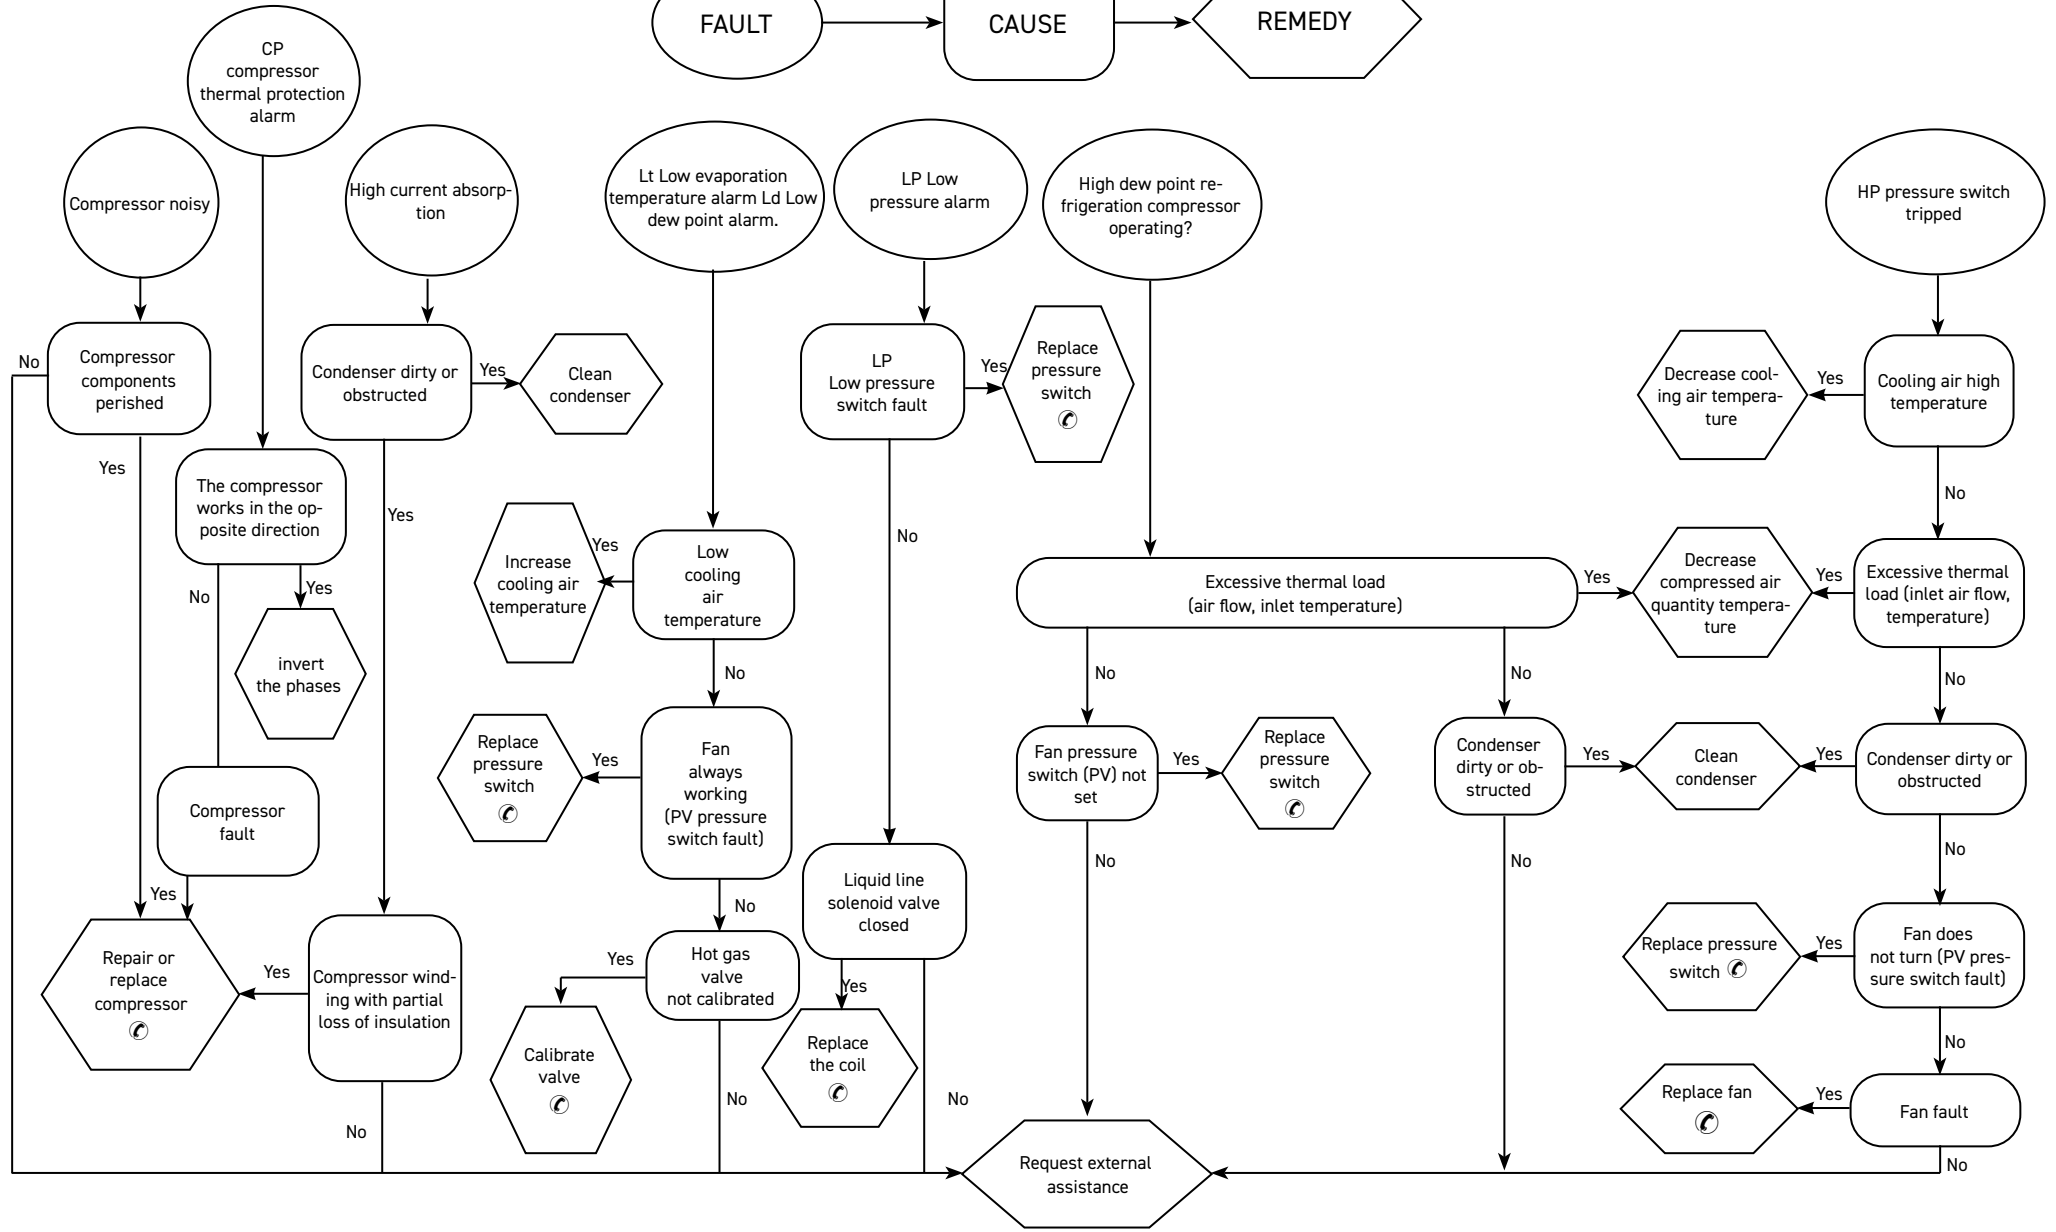 FAULT
CAUSE
REMEDY
CP
compressor
thermal protection
alarm
Compressor noisy
High current absorp-
tion
Lt Low evaporation
temperature alarm Ld Low
dew point alarm.
LP Low
pressure alarm
High dew point re-
frigeration compressor
operating?
HP pressure switch
tripped
No
Compressor
components
perished
Yes
Condenser dirty or
obstructed
Yes
Clean
condenser
Yes
LP
Low pressure
switch fault
Yes
Replace
pressure
switch
No
Decrease cool-
ing air tempera-
ture
Yes
Cooling air high
temperature
No
The compressor
works in the op-
posite direction
No
Yes
invert
the phases
Increase
cooling air
temperature
Yes
Low
cooling
air
temperature
No
Excessive thermal load
(air flow, inlet temperature)
Yes
Decrease
compressed air
quantity tempera-
ture
Yes
Excessive thermal
load (inlet air flow,
temperature)
No
No
No
Replace
pressure
switch
Yes
Fan
always
working
(PV pressure
switch fault)
No
Fan pressure
switch (PV) not
set
Yes
Replace
pressure
switch
No
Condenser
dirty or ob-
structed
Yes
Clean
condenser
Yes
Condenser dirty or
obstructed
No
No
Compressor
fault
Yes
Repair or
replace
compressor
Yes
Compressor wind-
ing with partial
loss of insulation
No
Yes
Hot gas
valve
not calibrated
No
Calibrate
valve
Liquid line
solenoid valve
closed
Yes
No
Replace
the coil
Replace pressure
switch
Yes
Fan does
not turn (PV pres-
sure switch fault)
No
Replace fan
Yes
Fan fault
No
Request external
assistance